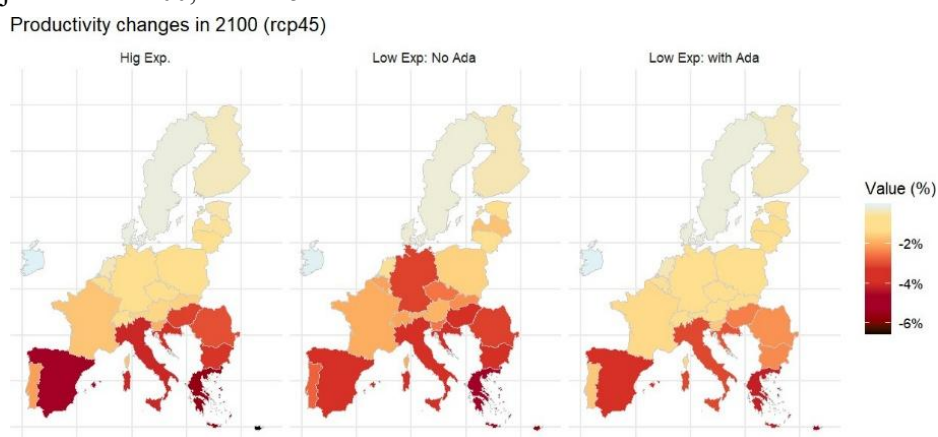 Productivity changes in 2100 (rcp45)
Hig Exp.
Low Exp: No Ada
Low Exp: with Ada
Value (%)
-2%
-4%
-6%